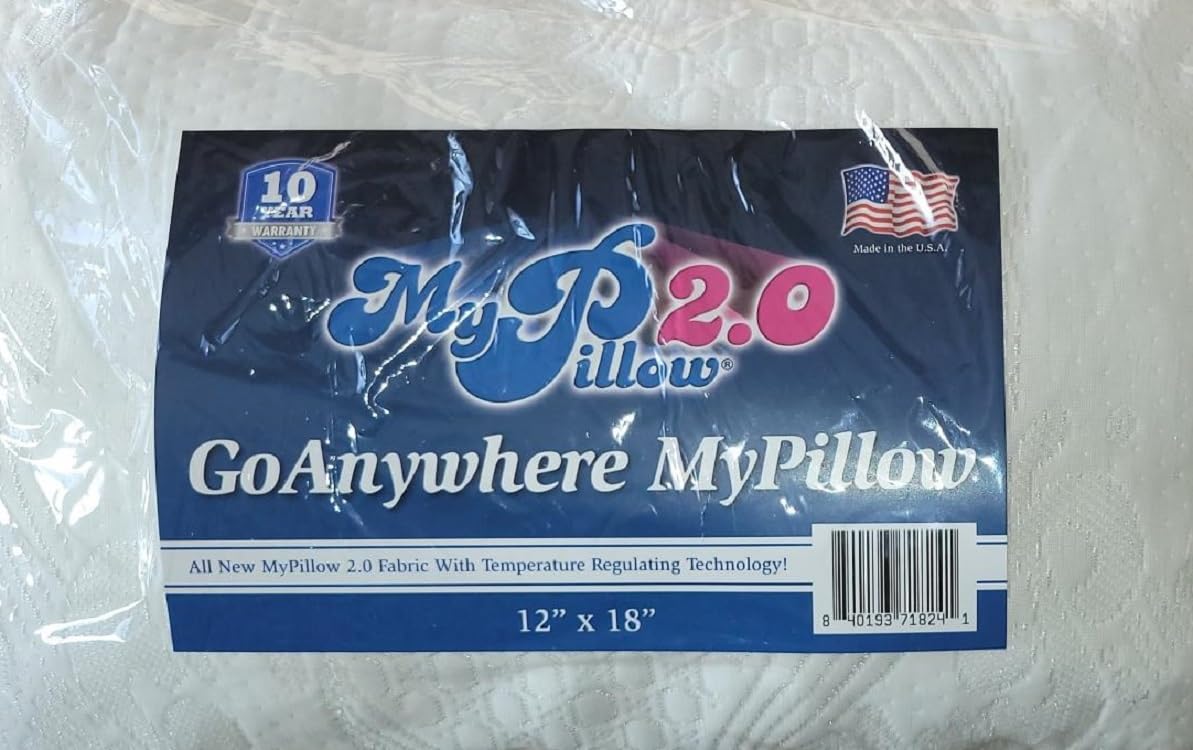 10
YEAR
WARRANTY
Made in the U.S.A.
MyPillow® 2.0
GoAnywhere MyPillow
All New MyPillow 2.0 Fabric With Temperature Regulating Technology!
12” x 18”
8 40193 71824 1